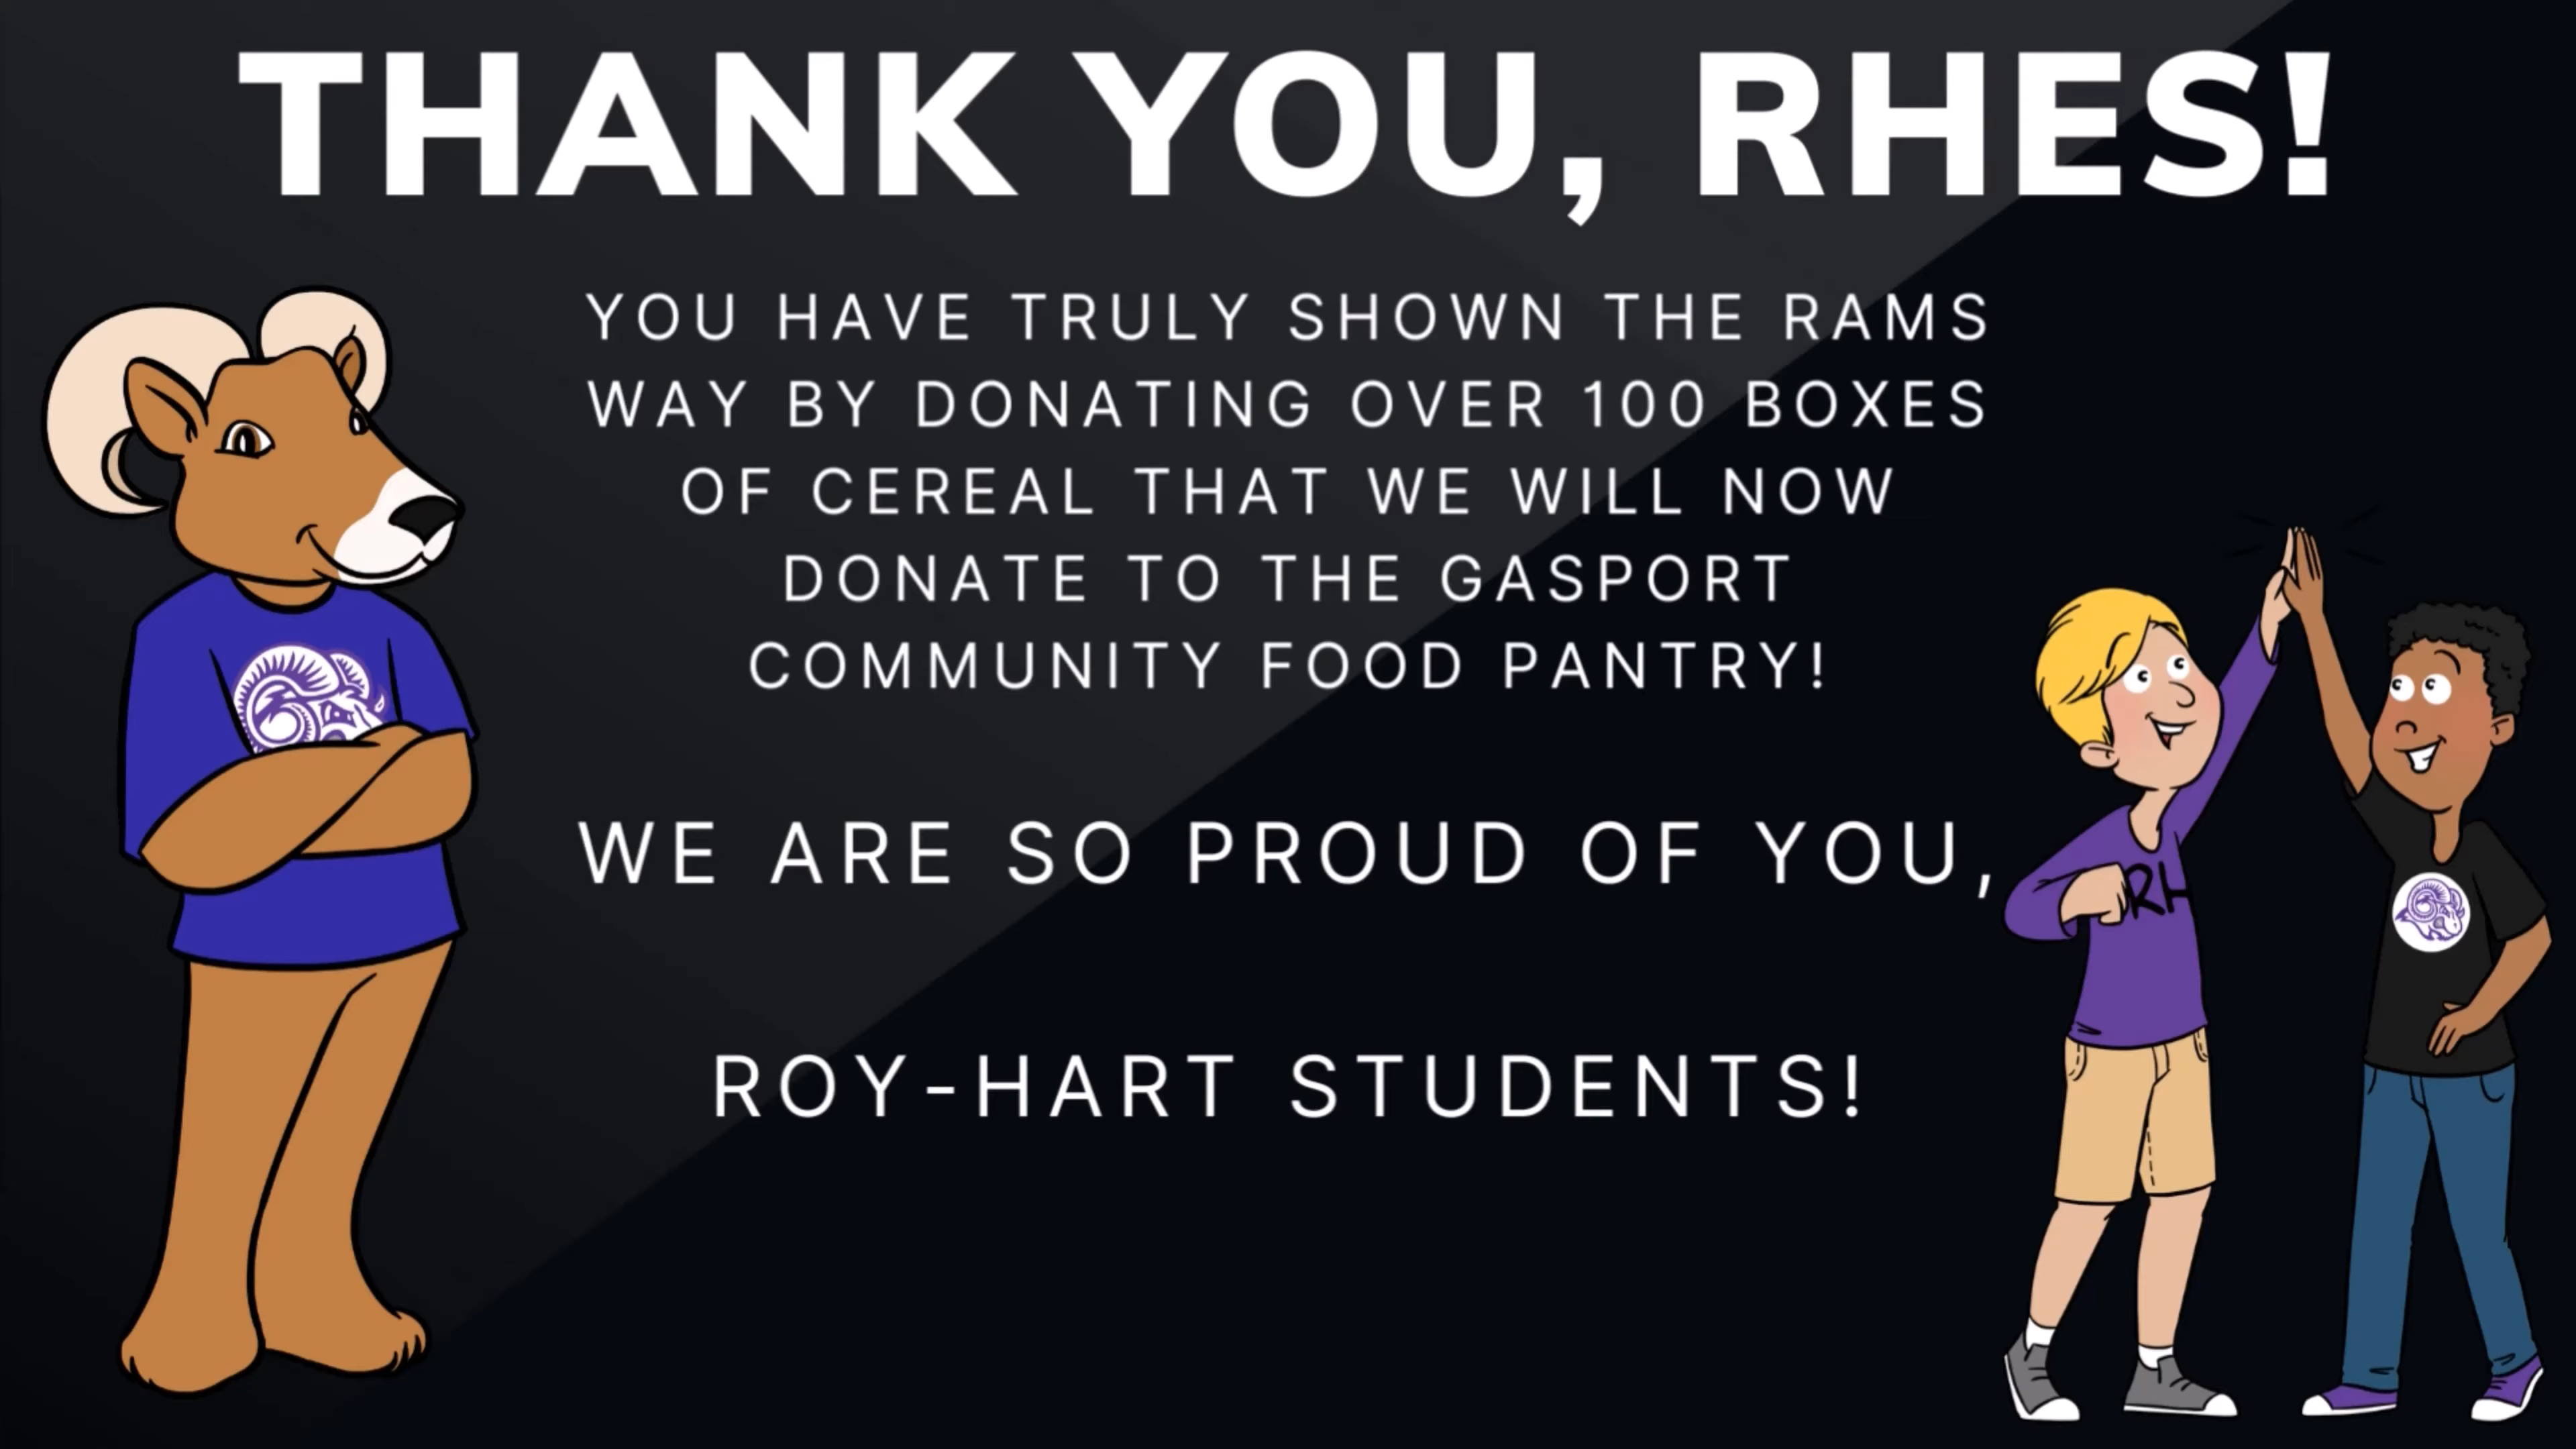 THANK YOU, RHES!
YOU HAVE TRULY SHOWN THE RAMS
WAY BY DONATING OVER 100 BOXES
OF CEREAL THAT WE WILL NOW
DONATE TO THE GASPORT
COMMUNITY FOOD PANTRY!
WE ARE SO PROUD OF YOU,
RH
ROY-HART STUDENTS!